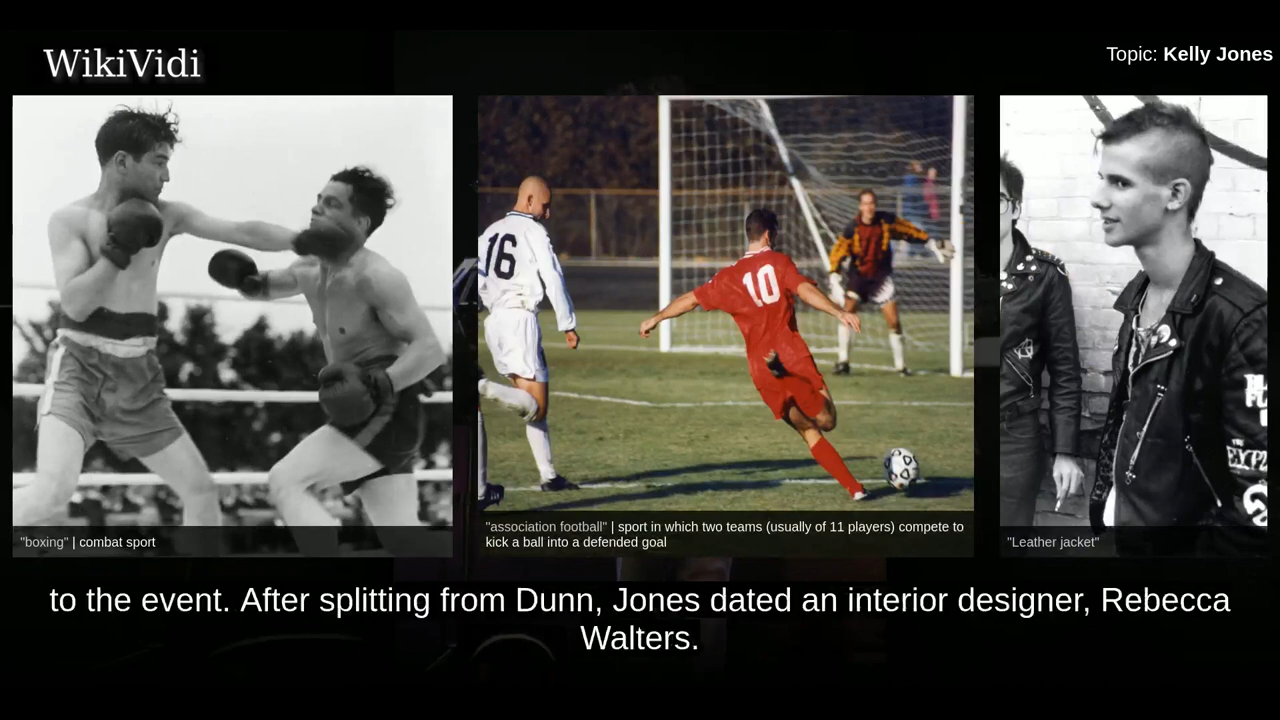 WikiVidi
Topic: Kelly Jones
16
10
"boxing" | combat sport
"association football" | sport in which two teams (usually of 11 players) compete to
kick a ball into a defended goal
"Leather jacket"
to the event. After splitting from Dunn, Jones dated an interior designer, Rebecca
Walters.